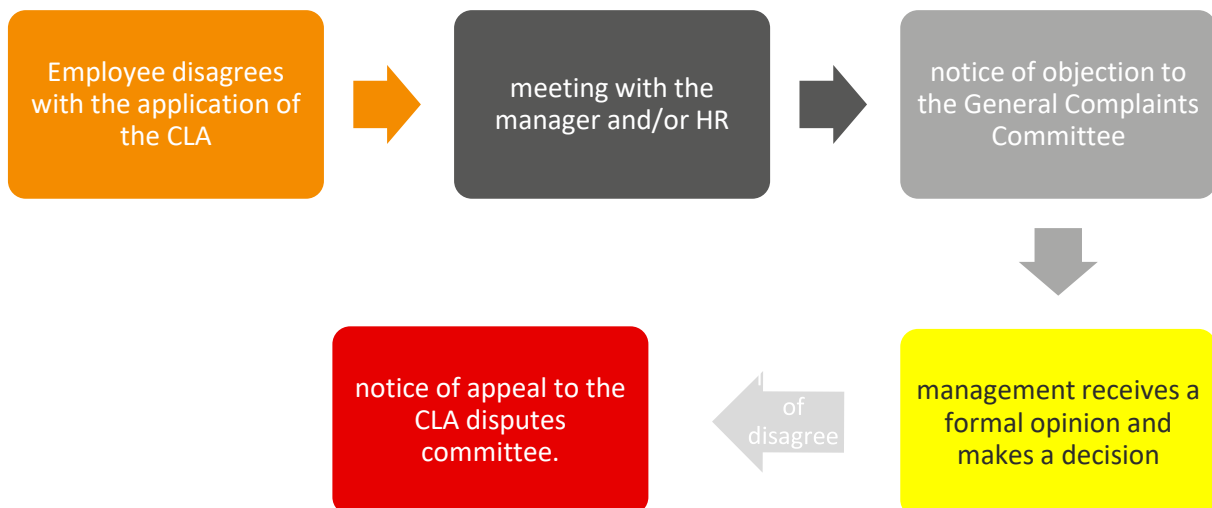 Employee disagrees
with the application of
the CLA
meeting with the
manager and/or HR
notice of objection to
the General Complaints
Committee
management receives a
formal opinion and
makes a decision
of
disagree
notice of appeal to the
CLA disputes
committee.